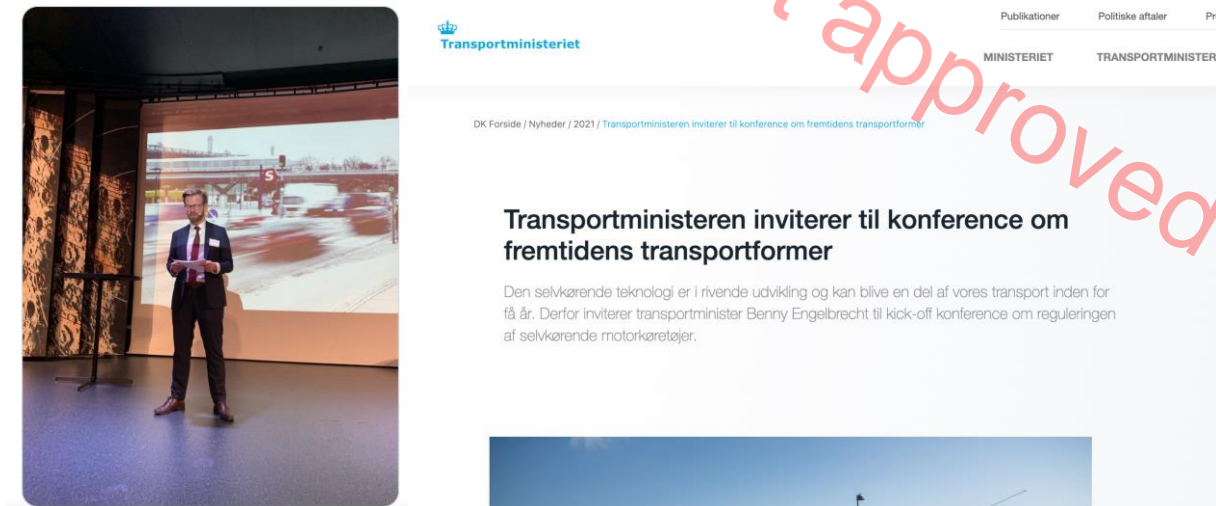 S
Transportministeriet
Publikationer Politiske aftaler
MINISTERIET
DK Forside / Nyheder / 2021 / Transportministeren inviterer til konference om fremtidens transportformer
Transportministeren inviterer til konference om
fremtidens transportformer
Den selvkørende teknologi er i rivende udvikling og kan blive en del af vores transport inden for
få år. Derfor inviterer transportminister Benny Engelbrecht til kick-off konference om reguleringen
af selvkørende motorkøretøjer.
approved